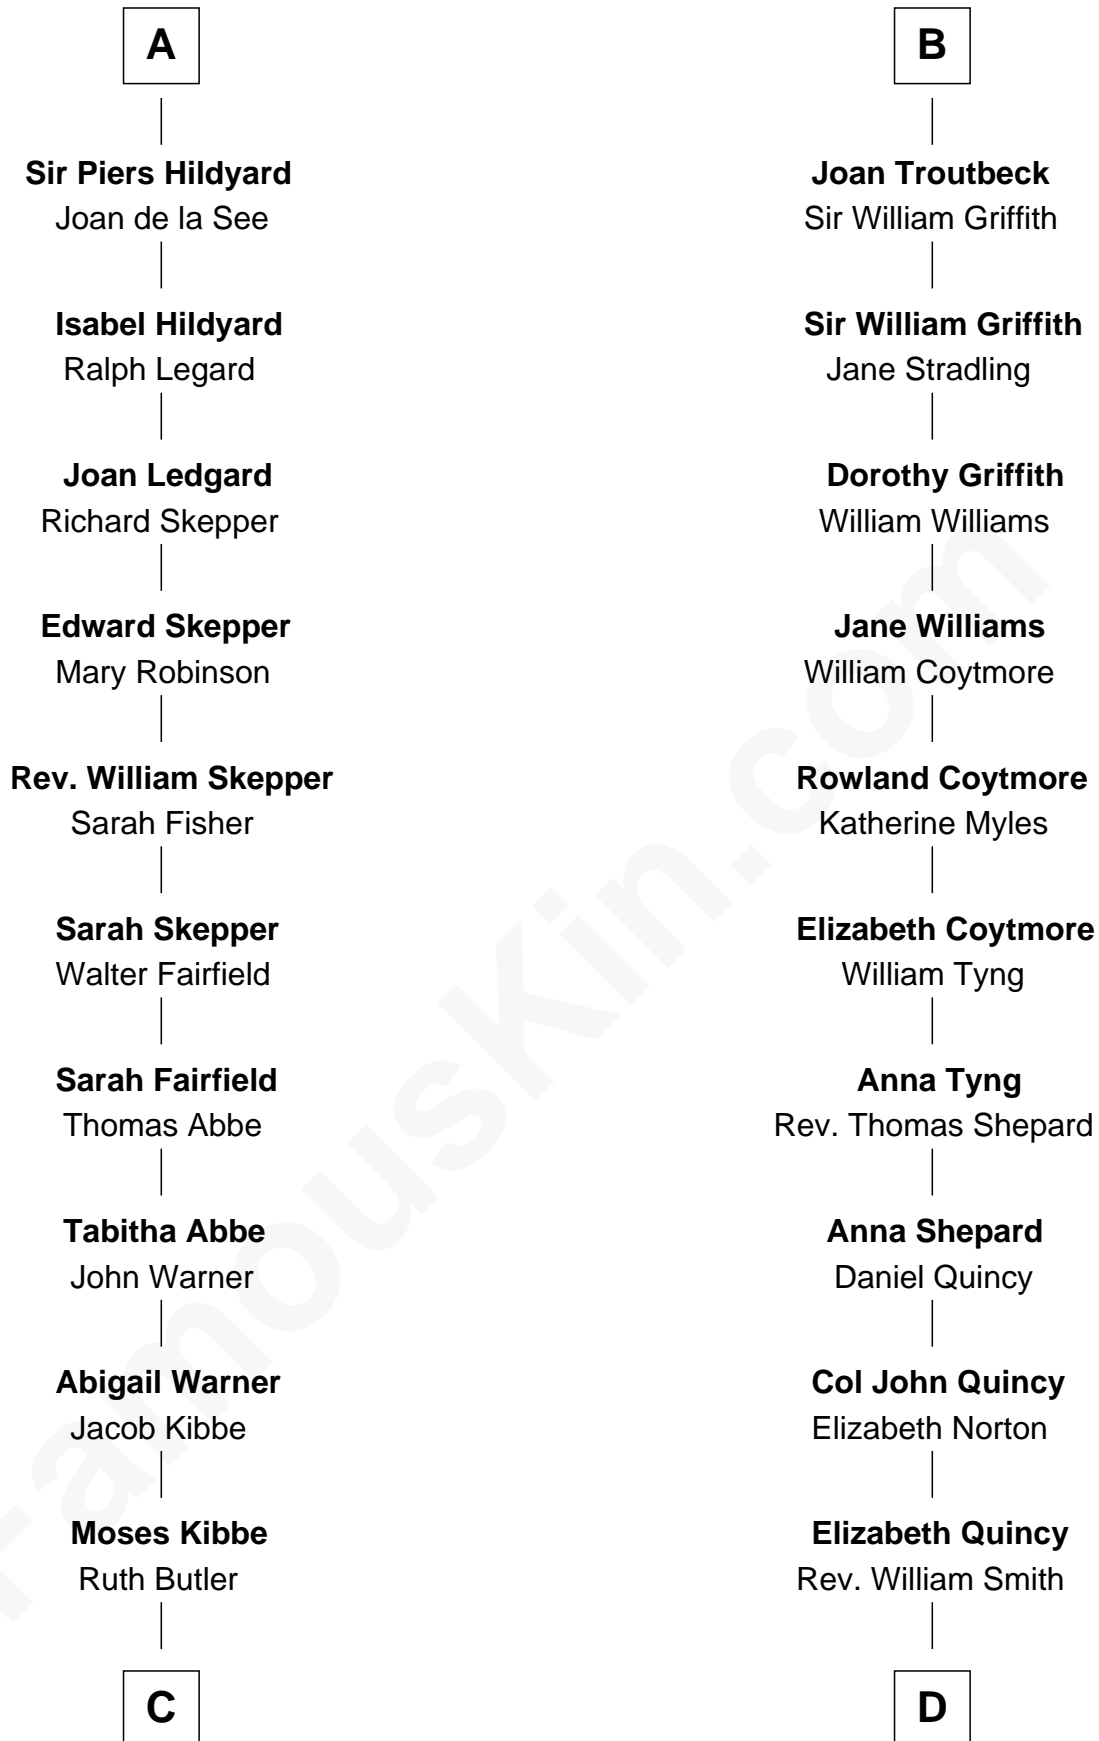 A
Sir Piers Hildyard
Joan de la See
Isabel Hildyard
Ralph Legard
Joan Ledgard
Richard Skepper
Edward Skepper
Mary Robinson
Rev. William Skepper
Sarah Fisher
Sarah Skepper
Walter Fairfield
Sarah Fairfield
Thomas Abbe
Tabitha Abbe
John Warner
Abigail Warner
Jacob Kibbe
Moses Kibbe
Ruth Butler
C
B
Joan Troutbeck
Sir William Griffith
Sir William Griffith
Jane Stradling
Dorothy Griffith
William Williams
Jane Williams
William Coytmore
Rowland Coytmore
Katherine Myles
Elizabeth Coytmore
William Tyng
Anna Tyng
Rev. Thomas Shepard
Anna Shepard
Daniel Quincy
Col John Quincy
Elizabeth Norton
Elizabeth Quincy
Rev. William Smith
D
FamousKin.com